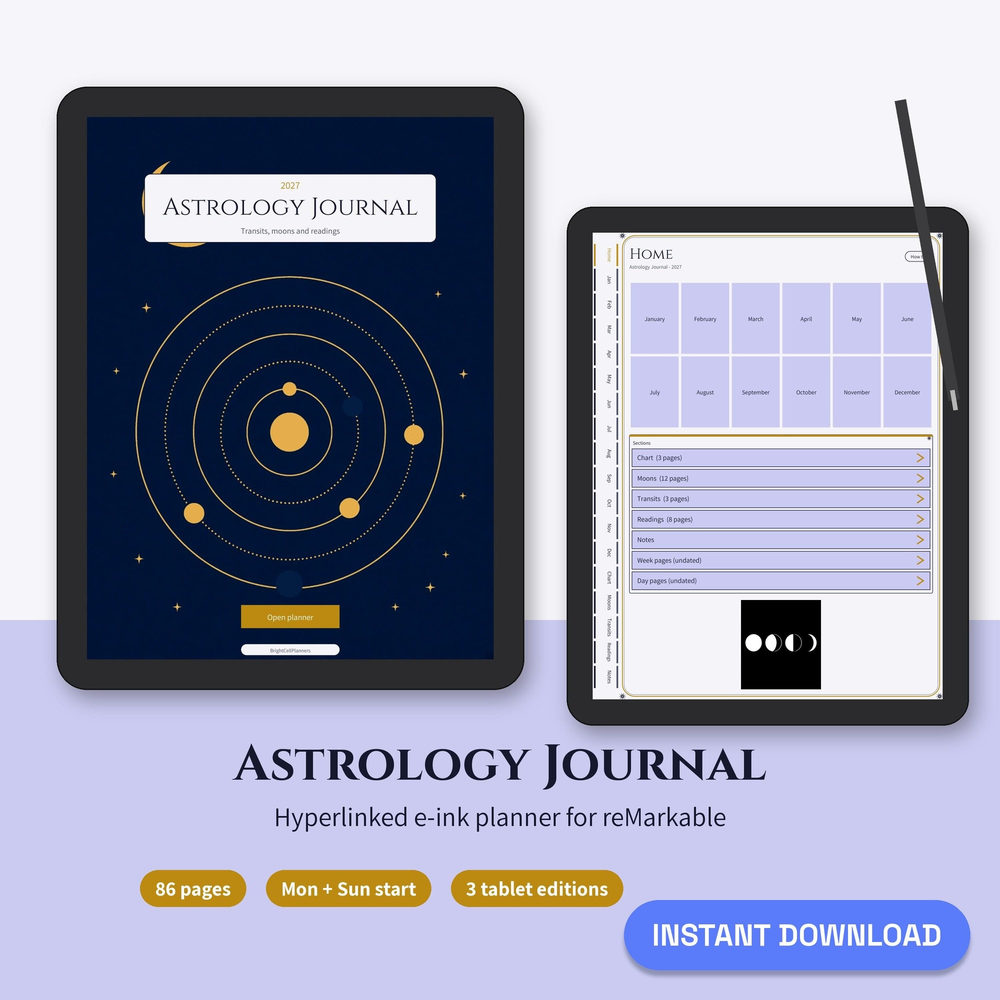 2027
Astrology Journal
Transits, moons and readings
Open planner
BrightCellPlanners
Home
Astrology Journal - 2027
How
Home
Jan
Feb
Mar
Apr
May
Jun
Jul
Aug
Sep
Oct
Nov
Dec
Chart
Moons
Transits
Readings
Notes
January February March April May June
July August September October November December
Sections
Chart (3 pages)
Moons (12 pages)
Transits (3 pages)
Readings (8 pages)
Notes
Week pages (undated)
Day pages (undated)
Astrology Journal
Hyperlinked e-ink planner for reMarkable
86 pages Mon + Sun start 3 tablet editions
INSTANT DOWNLOAD